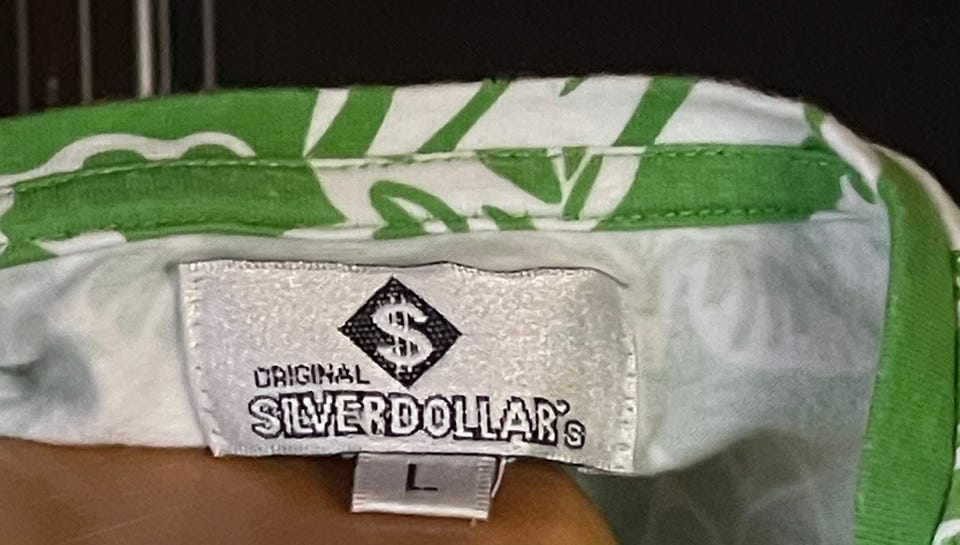 $
ORIGINAL
SILVERDOLLAR's
L